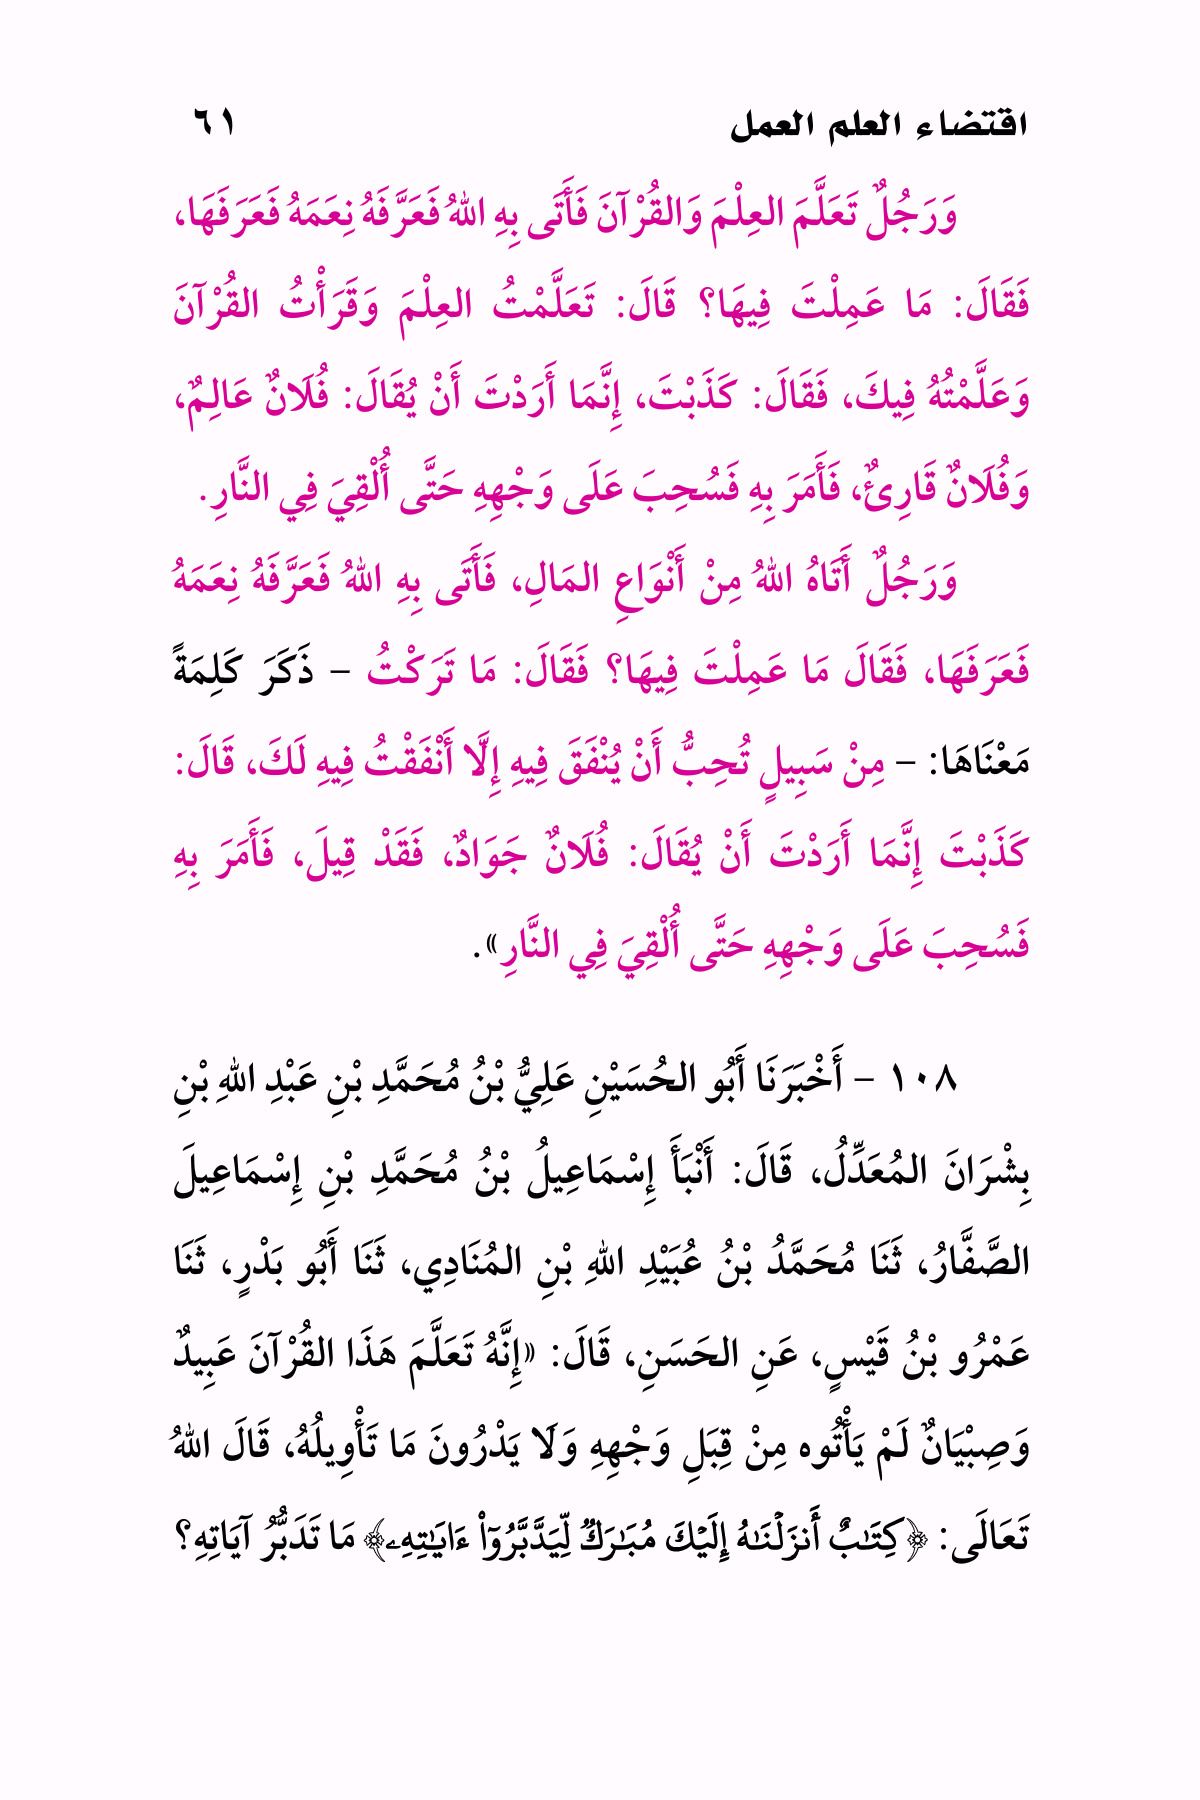 اقتضاء العلم العمل ٦١
وَرَجُلٌ تَعَلَّمَ العِلْمَ وَالقُرْآنَ فَأَتَى بِهِ اللهُ فَعَرَّفَهُ نِعَمَهُ فَعَرَفَهَا،
فَقَالَ: مَا عَمِلْتَ فِيهَا؟ قَالَ: تَعَلَّمْتُ العِلْمَ وَقَرَأْتُ القُرْآنَ
وَعَلَّمْتُهُ فِيكَ، فَقَالَ: كَذَبْتَ، إِنَّمَا أَرَدْتَ أَنْ يُقَالَ: فُلَانٌ عَالِمٌ،
وَفُلَانٌ قَارِئٌ، فَأَمَرَ بِهِ فَسُحِبَ عَلَى وَجْهِهِ حَتَّى أُلْقِيَ فِي النَّارِ.
وَرَجُلٌ أَتَاهُ اللهُ مِنْ أَنْوَاعِ المَالِ، فَأَتَى بِهِ اللهُ فَعَرَّفَهُ نِعَمَهُ
فَعَرَفَهَا، فَقَالَ مَا عَمِلْتَ فِيهَا؟ فَقَالَ: مَا تَرَكْتُ – ذَكَرَ كَلِمَةً
مَعْنَاهَا: – مِنْ سَبِيلٍ تُحِبُّ أَنْ يُنْفَقَ فِيهِ إِلَّا أَنْفَقْتُ فِيهِ لَكَ، قَالَ:
كَذَبْتَ إِنَّمَا أَرَدْتَ أَنْ يُقَالَ: فُلَانٌ جَوَادٌ، فَقَدْ قِيلَ، فَأَمَرَ بِهِ
فَسُحِبَ عَلَى وَجْهِهِ حَتَّى أُلْقِيَ فِي النَّارِ».
١٠٨ – أَخْبَرَنَا أَبُو الحُسَيْنِ عَلِيُّ بْنُ مُحَمَّدِ بْنِ عَبْدِ اللهِ بْنِ
بِشْرَانَ المُعَدِّلُ، قَالَ: أَنْبَأَ إِسْمَاعِيلُ بْنُ مُحَمَّدِ بْنِ إِسْمَاعِيلَ
الصَّفَّارُ، ثَنَا مُحَمَّدُ بْنُ عُبَيْدِ اللهِ بْنِ المُنَادِي، ثَنَا أَبُو بَدْرٍ، ثَنَا
عَمْرُو بْنُ قَيْسٍ، عَنِ الحَسَنِ، قَالَ: «إِنَّهُ تَعَلَّمَ هَذَا القُرْآنَ عَبِيدٌ
وَصِبْيَانٌ لَمْ يَأْتُوه مِنْ قِبَلِ وَجْهِهِ وَلَا يَدْرُونَ مَا تَأْوِيلُهُ، قَالَ اللهُ
تَعَالَى: ﴿كِتَٰبٌ أَنزَلْنَٰهُ إِلَيْكَ مُبَٰرَكٌ لِّيَدَّبَّرُوٓا۟ ءَايَٰتِهِۦ﴾ مَا تَدَبُّرُ آيَاتِهِ؟